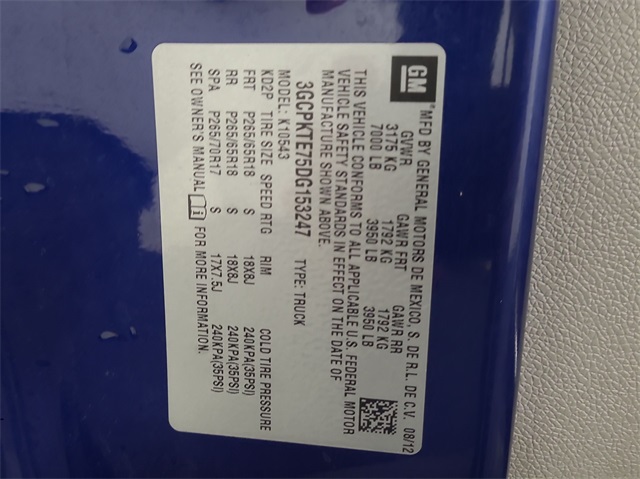 GM
*MFD BY GENERAL MOTORS DE MEXICO, S. DE R.L. DE C.V. 08/12
GVWR GAWR FRT GAWR RR
3175 KG 1792 KG 1792 KG
7000 LB 3950 LB 3950 LB
THIS VEHICLE CONFORMS TO ALL APPLICABLE U.S. FEDERAL MOTOR
VEHICLE SAFETY STANDARDS IN EFFECT ON THE DATE OF
MANUFACTURE SHOWN ABOVE.
3GCPKTE75DG153247 TYPE: TRUCK
MODEL: K10543
KD2P TIRE SIZE SPEED RTG RIM COLD TIRE PRESSURE
FRT P265/65R18 S 18X8J 240KPA(35PSI)
RR P265/65R18 S 18X8J 240KPA(35PSI)
SPA P265/70R17 S 17X7.5J 240KPA(35PSI)
SEE OWNER'S MANUAL i FOR MORE INFORMATION.